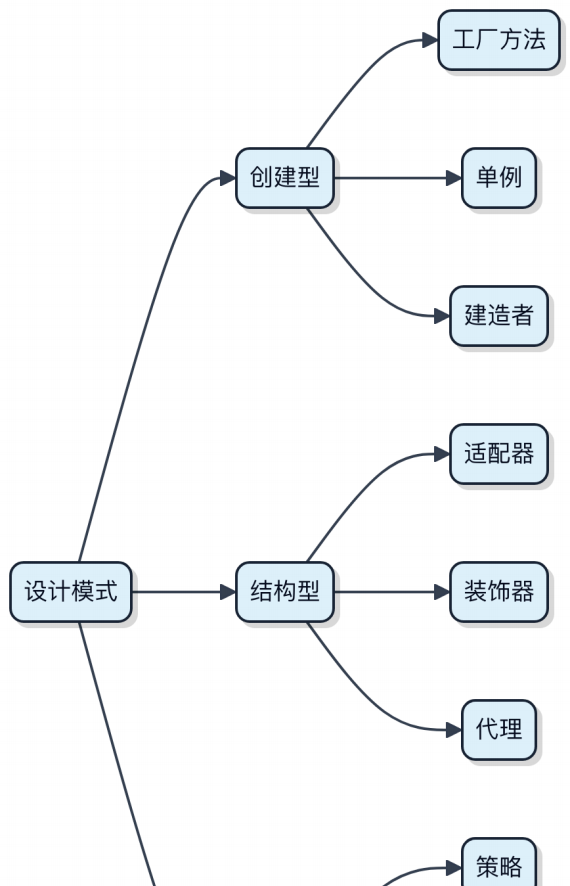 工厂方法
创建型
单例
建造者
适配器
设计模式
结构型
装饰器
代理
策略